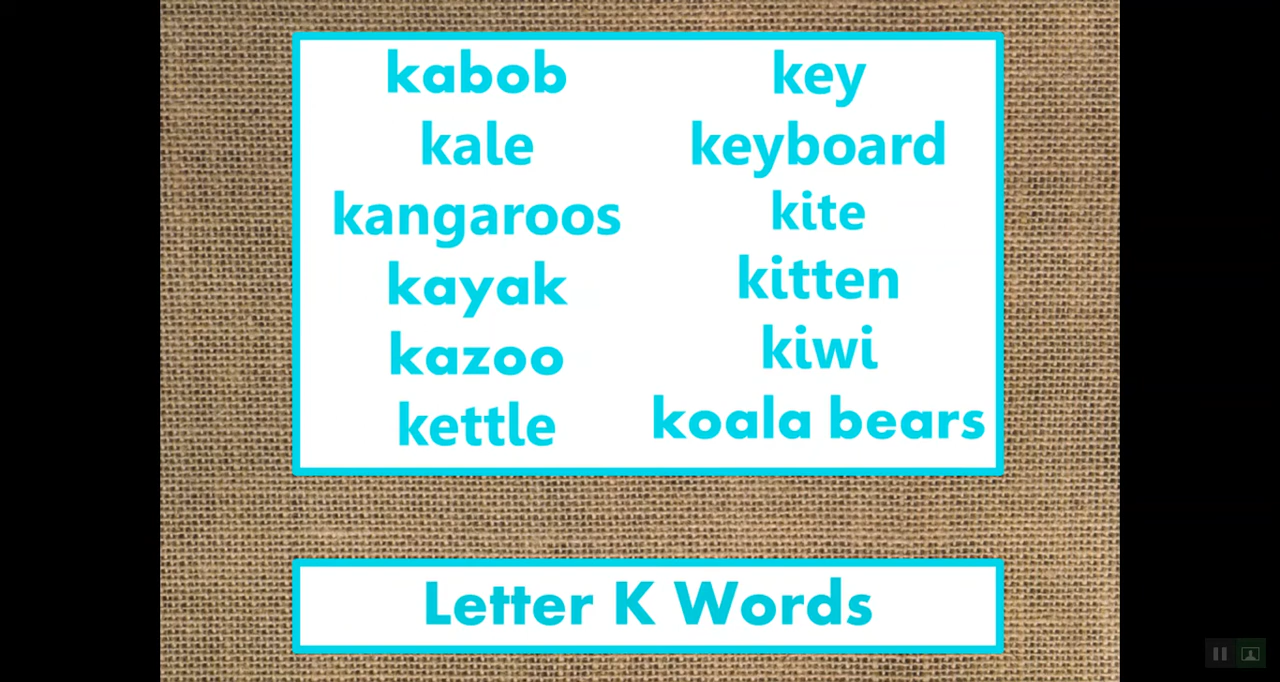 kabob
kale
kangaroos
kayak
kazoo
kettle
key
keyboard
kite
kitten
kiwi
koala bears
Letter K Words